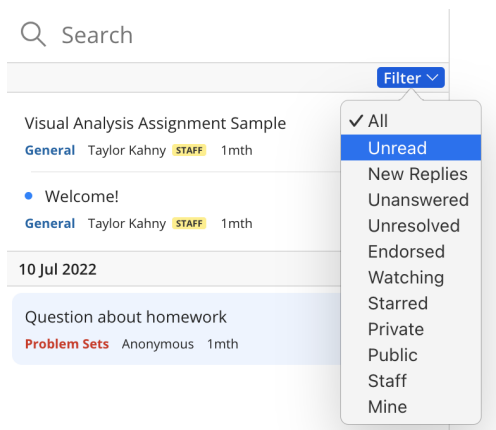 Search
Filter
Visual Analysis Assignment Sample
General Taylor Kahny STAFF 1mth
Welcome!
General Taylor Kahny STAFF 1mth
10 Jul 2022
Question about homework
Problem Sets Anonymous 1mth
All
Unread
New Replies
Unanswered
Unresolved
Endorsed
Watching
Starred
Private
Public
Staff
Mine